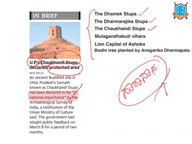 IN BRIEF
U.P's Chaukhandi Stupa
declared 'protected area'
An ancient Buddhist site in
Uttar Pradesh's Sarnath
known as Chaukhandi Stupa
has been declared to be "of
national importance" by the
Archaeological Survey of
India, a notification of the
Union Ministry of Culture
said. The government had
sought public feedback on
March 8 for a period of two
months.
The Dhamek Stupa
The Dharmarajika Stupa
The Chaukhandi Stupa
Mulagandhakuti vihara
Lion Capital of Ashoka
Bodhi tree planted by Anagarika Dharmapala